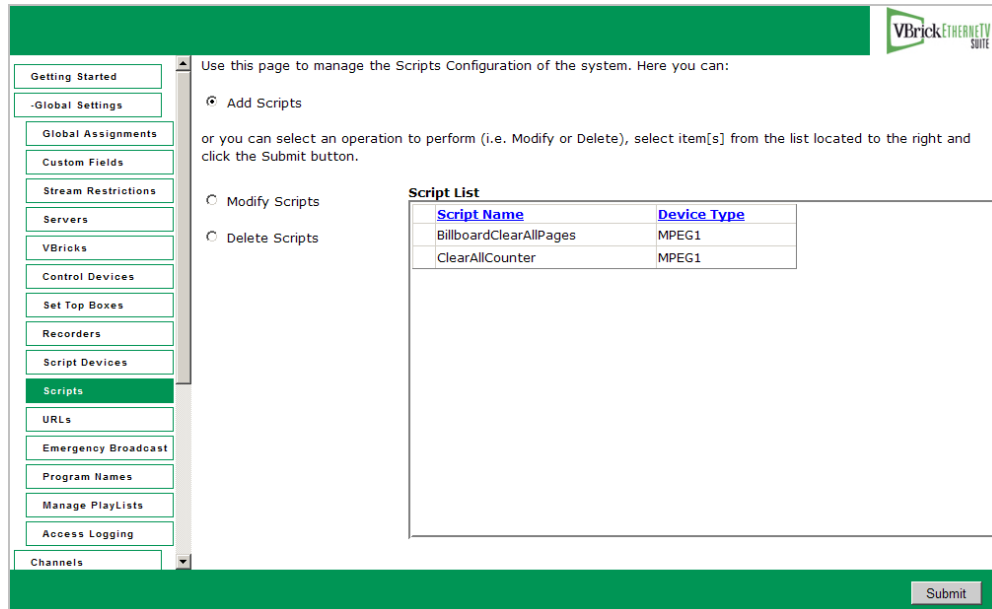 VBrick ETHERNETV
SUITE
Getting Started
-Global Settings
Global Assignments
Custom Fields
Stream Restrictions
Servers
VBricks
Control Devices
Set Top Boxes
Recorders
Script Devices
Scripts
URLs
Emergency Broadcast
Program Names
Manage PlayLists
Access Logging
Channels
Use this page to manage the Scripts Configuration of the system. Here you can:
Add Scripts
or you can select an operation to perform (i.e. Modify or Delete), select item[s] from the list located to the right and
click the Submit button.
Modify Scripts
Delete Scripts
Script List
Script Name Device Type
BillboardClearAllPages MPEG1
ClearAllCounter MPEG1
Submit